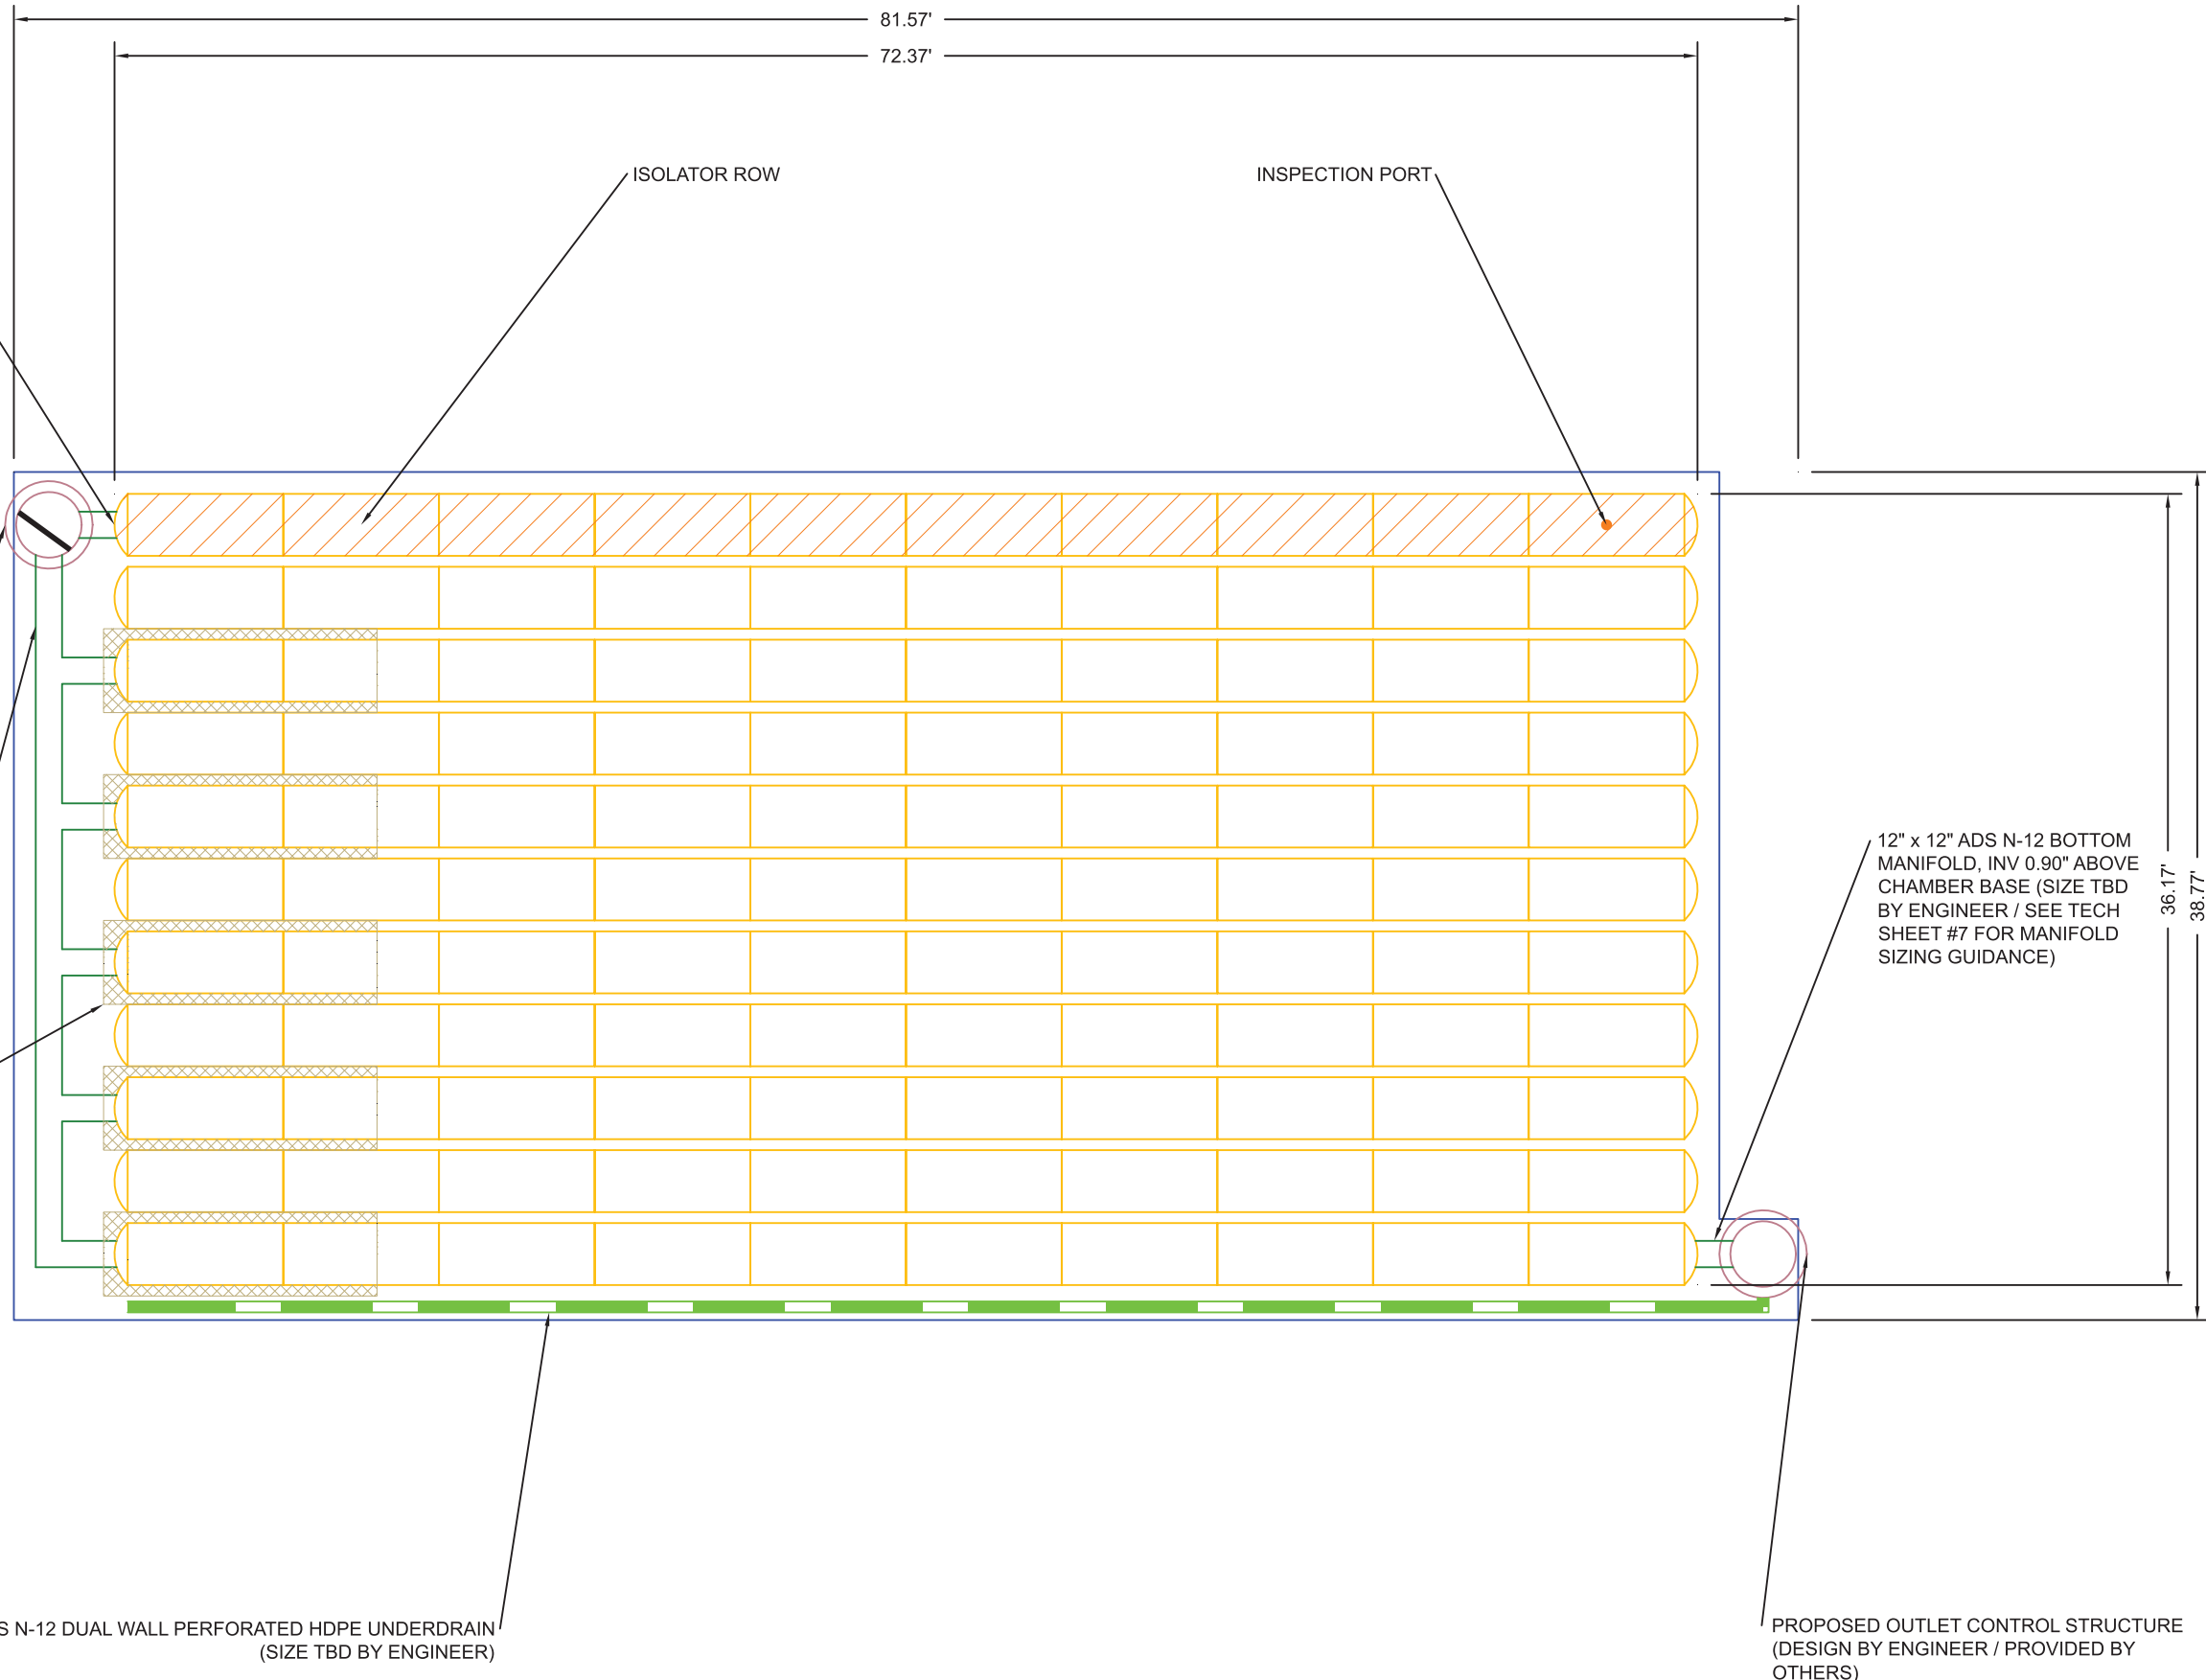 81.57'
72.37'
ISOLATOR ROW
INSPECTION PORT
12" x 12" ADS N-12 BOTTOM
MANIFOLD, INV 0.90" ABOVE
CHAMBER BASE (SIZE TBD
BY ENGINEER / SEE TECH
SHEET #7 FOR MANIFOLD
SIZING GUIDANCE)
36.17'
38.77'
S N-12 DUAL WALL PERFORATED HDPE UNDERDRAIN
(SIZE TBD BY ENGINEER)
PROPOSED OUTLET CONTROL STRUCTURE
(DESIGN BY ENGINEER / PROVIDED BY
OTHERS)